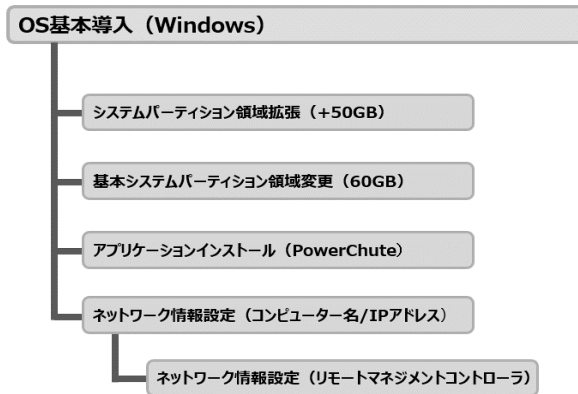 OS基本導入（Windows）
システムパーティション領域拡張（+50GB）
基本システムパーティション領域変更（60GB）
アプリケーションインストール（PowerChute）
ネットワーク情報設定（コンピューター名/IPアドレス）
ネットワーク情報設定（リモートマネジメントコントローラ）